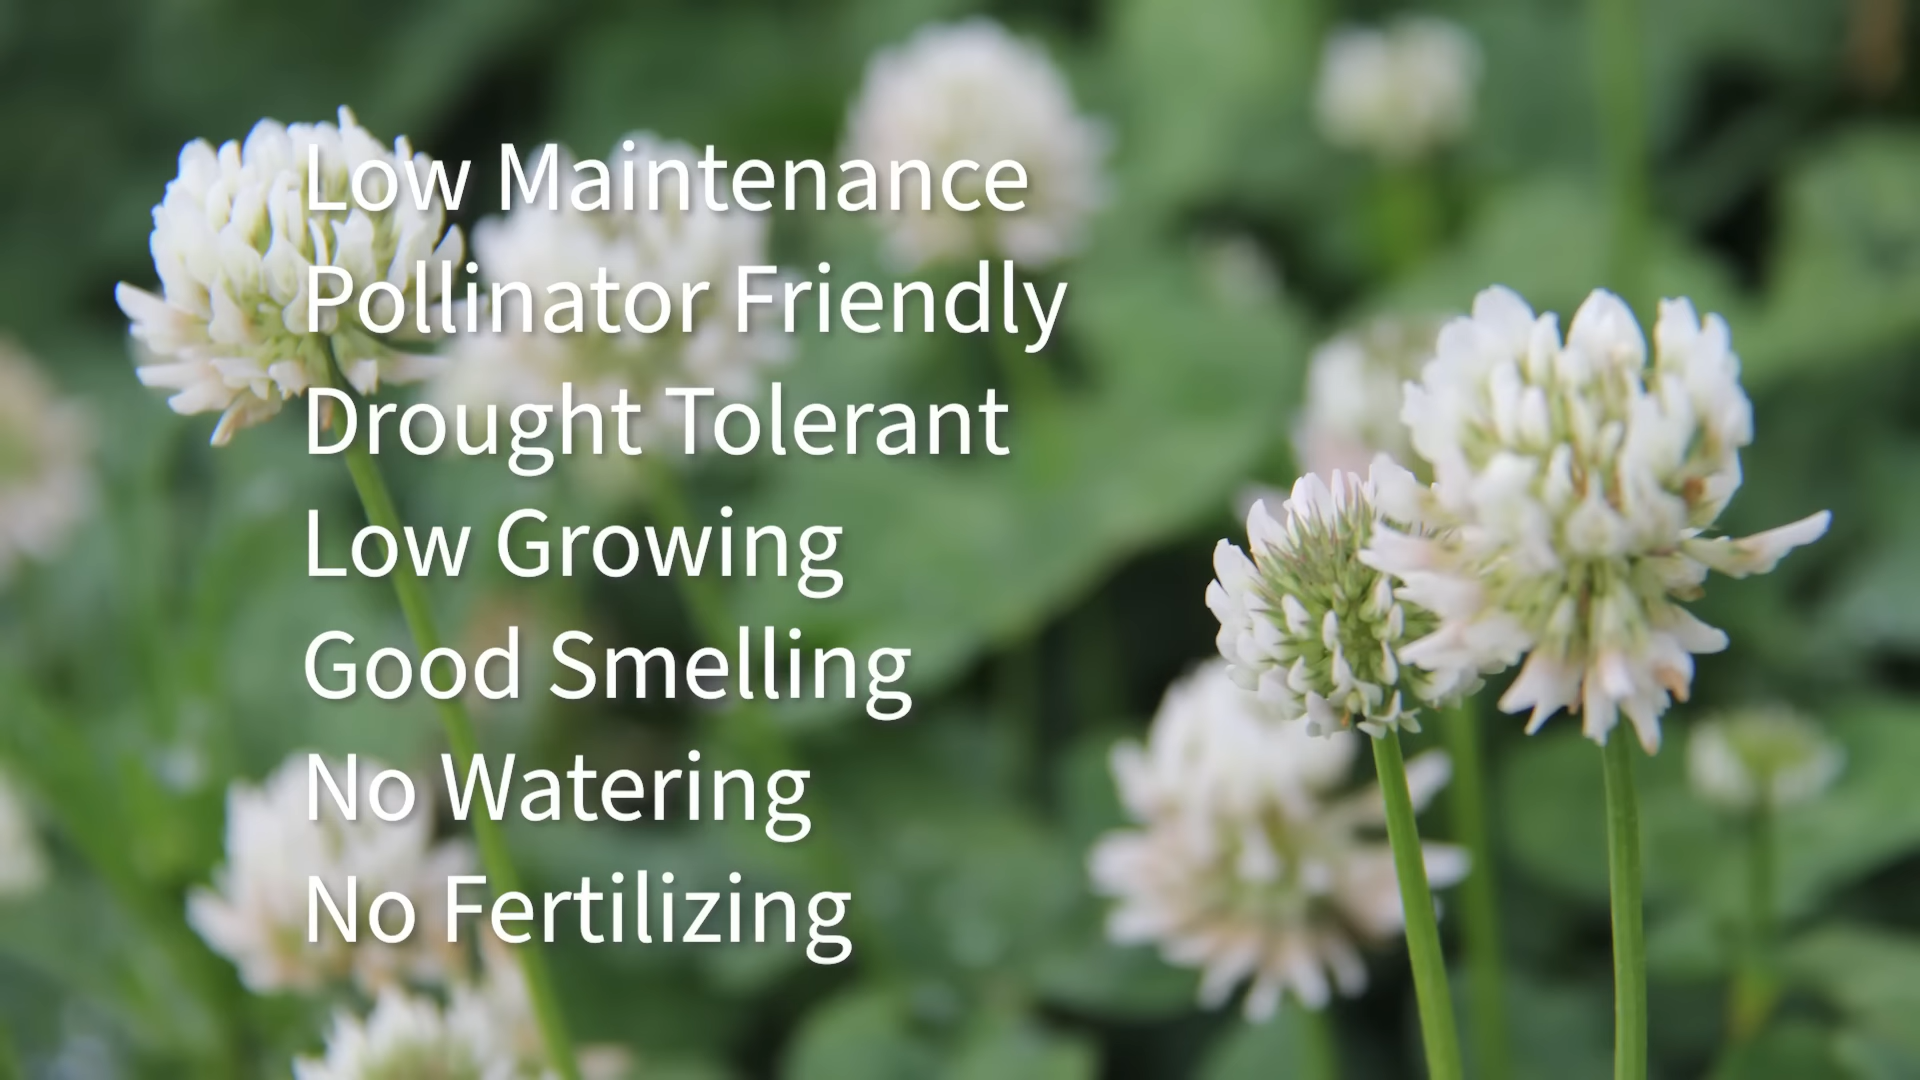 Low Maintenance
Pollinator Friendly
Drought Tolerant
Low Growing
Good Smelling
No Watering
No Fertilizing